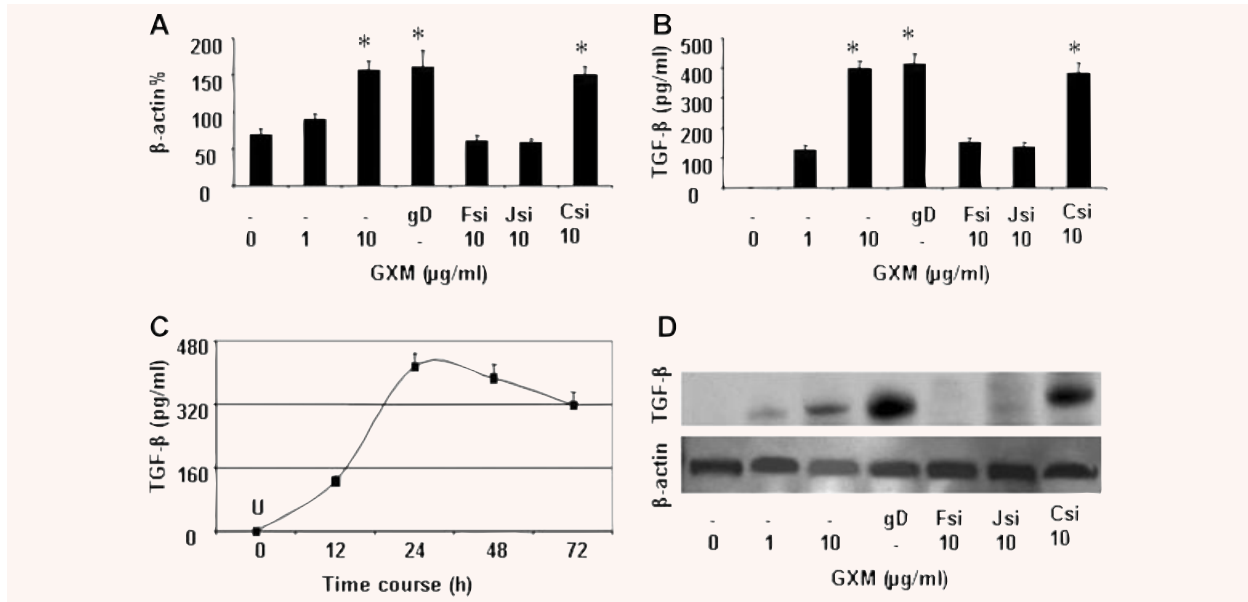 A
β-actin%
200
150
100
50
0
* * *
- - - gD Fsi Jsi Csi
0 1 10 - 10 10 10
GXM (µg/ml)
B
TGF-β (pg/ml)
500
400
300
200
100
0
* * *
- - - gD Fsi Jsi Csi
0 1 10 - 10 10 10
GXM (µg/ml)
C
TGF-β (pg/ml)
480
320
160
0
U
0 12 24 48 72
Time course (h)
D
TGF-β
β-actin
- - - gD Fsi Jsi Csi
0 1 10 - 10 10 10
GXM (µg/ml)